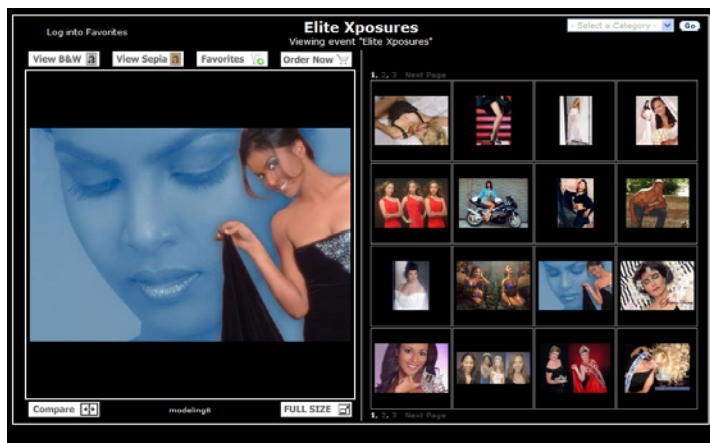 Log into Favorites
Elite Xposures
Viewing event "Elite Xposures"
- Select a Category -
Go
View B&W a
View Sepia a
Favorites
Order Now
1, 2, 3 Next Page
Compare
modeling8
FULL SIZE
1, 2, 3 Next Page